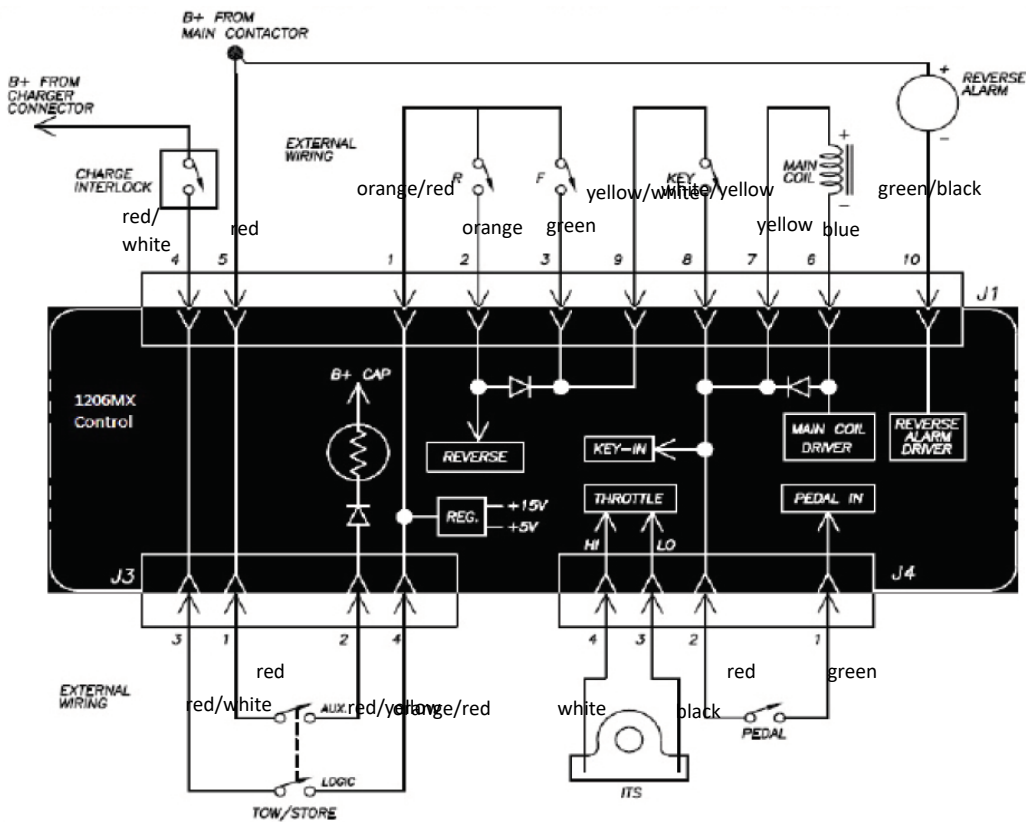 B+ FROM
MAIN CONTACTOR
B+ FROM
CHARGER
CONNECTOR
+
REVERSE
ALARM
−
EXTERNAL
WIRING
CHARGE
INTERLOCK
R
F
KEY
MAIN
COIL
+
−
orange/red
yellow/white
white/yellow
green/black
red/
white
red
orange
green
yellow
blue
4
5
1
2
3
9
8
7
6
10
J1
1206MX
Control
B+ CAP
REVERSE
KEY-IN
MAIN COIL
DRIVER
REVERSE
ALARM
DRIVER
REG.
+15V
+5V
THROTTLE
PEDAL IN
HI
LO
J3
J4
3
1
2
4
4
3
2
1
EXTERNAL
WIRING
red/white
red
AUX.
red/yellow
orange/red
white
black
red
green
PEDAL
LOGIC
TOW/STORE
ITS